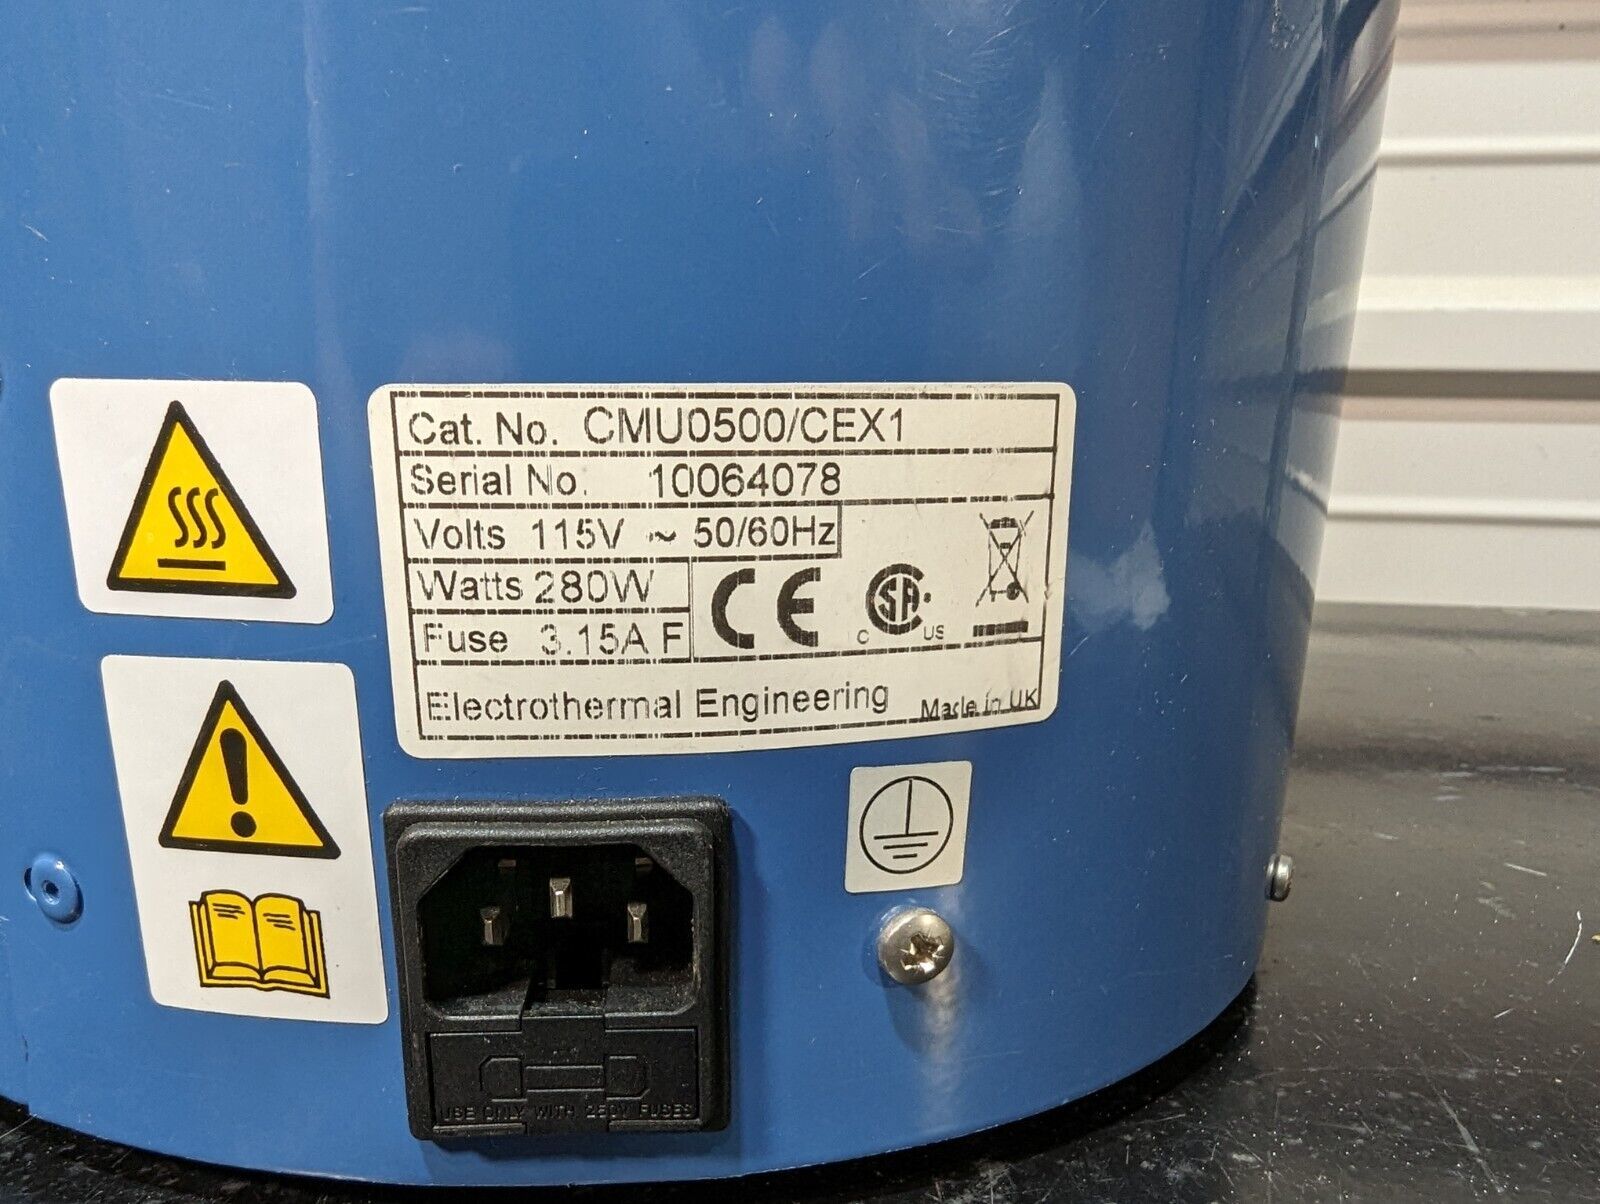 Cat. No. CMU0500/CEX1
Serial No. 10064078
Volts 115V ~ 50/60Hz
Watts 280W
Fuse 3.15A F
CE
CSA
C US
Electrothermal Engineering Made in UK
USE ONLY WITH 250V FUSES